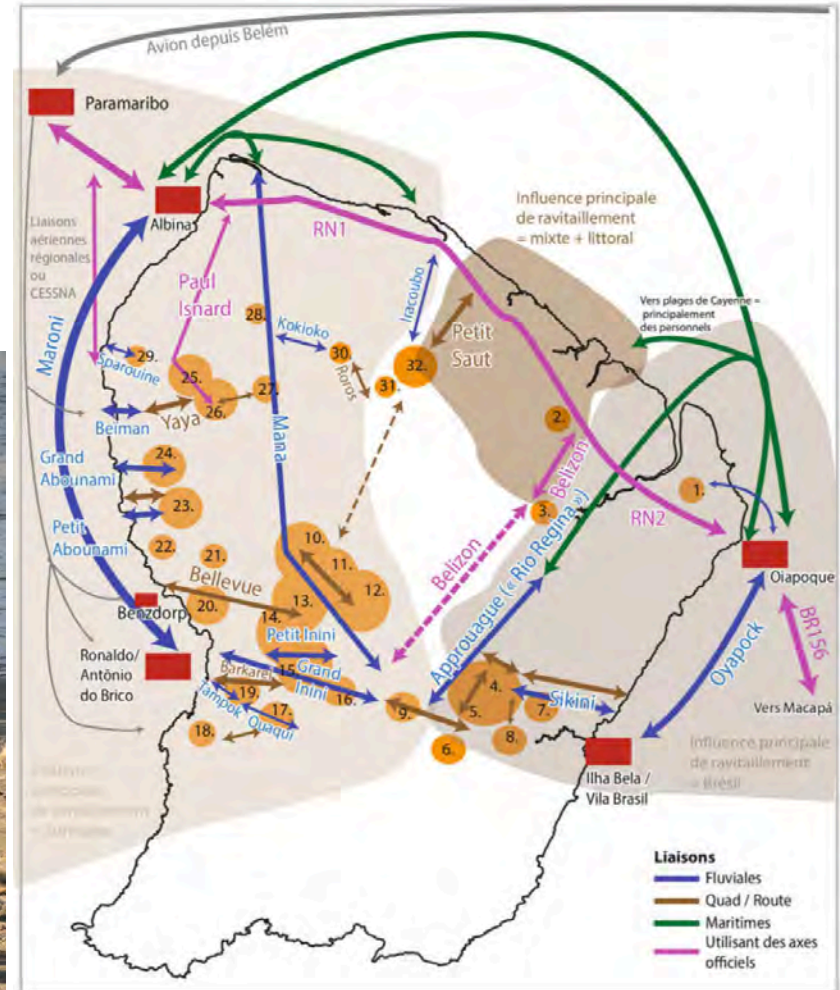 Avion depuis Belém
Paramaribo
Albina
Liaisons
aériennes
régionales
ou
CESSNA
Influence principale
de ravitaillement
= mixte + littoral
RN1
Paul
Isnard
Maroni
Iracoubo
Petit
Saut
Vers plages de Cayenne =
principalement
des personnels
28.
Kokioko
30.
Roros
31.
32.
29.
Sparouine
25.
26.
27.
Beiman
Yaya
Mana
2.
Belizon
Grand
Abounami
24.
23.
Petit
Abounami
3.
1.
RN2
22.
21.
10.
11.
12.
13.
14.
Bellevue
20.
Belizon
Approuague (« Rio Regina »)
Oiapoque
Benzdorp
Ronaldo/
Antônio
do Brico
Petit Inini
15.
Grand
Inini
16.
Barkarel
19.
Tampok
17.
Ouaqui
18.
4.
5.
6.
7.
8.
9.
Sikini
Oyapock
BR156
Vers Macapá
Influence principale
de ravitaillement
= Brésil
Ilha Bela /
Vila Brasil
Liaisons
Fluviales
Quad / Route
Maritimes
Utilisant des axes
officiels